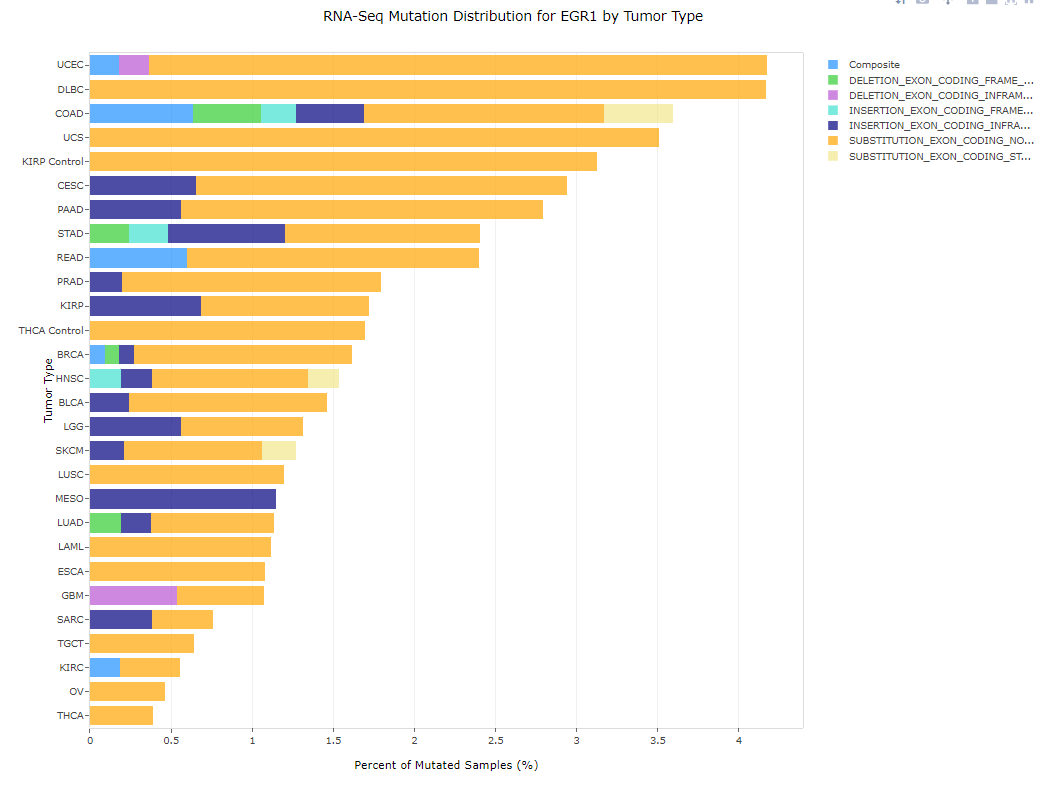 RNA-Seq Mutation Distribution for EGR1 by Tumor Type
UCEC
DLBC
COAD
UCS
KIRP Control
CESC
PAAD
STAD
READ
PRAD
KIRP
THCA Control
BRCA
HNSC
BLCA
LGG
SKCM
LUSC
MESO
LUAD
LAML
ESCA
GBM
SARC
TGCT
KIRC
OV
THCA
Tumor Type
0 0.5 1 1.5 2 2.5 3 3.5 4
Percent of Mutated Samples (%)
Composite
DELETION_EXON_CODING_FRAME_...
DELETION_EXON_CODING_INFRAM...
INSERTION_EXON_CODING_FRAME...
INSERTION_EXON_CODING_INFRA...
SUBSTITUTION_EXON_CODING_NO...
SUBSTITUTION_EXON_CODING_ST...